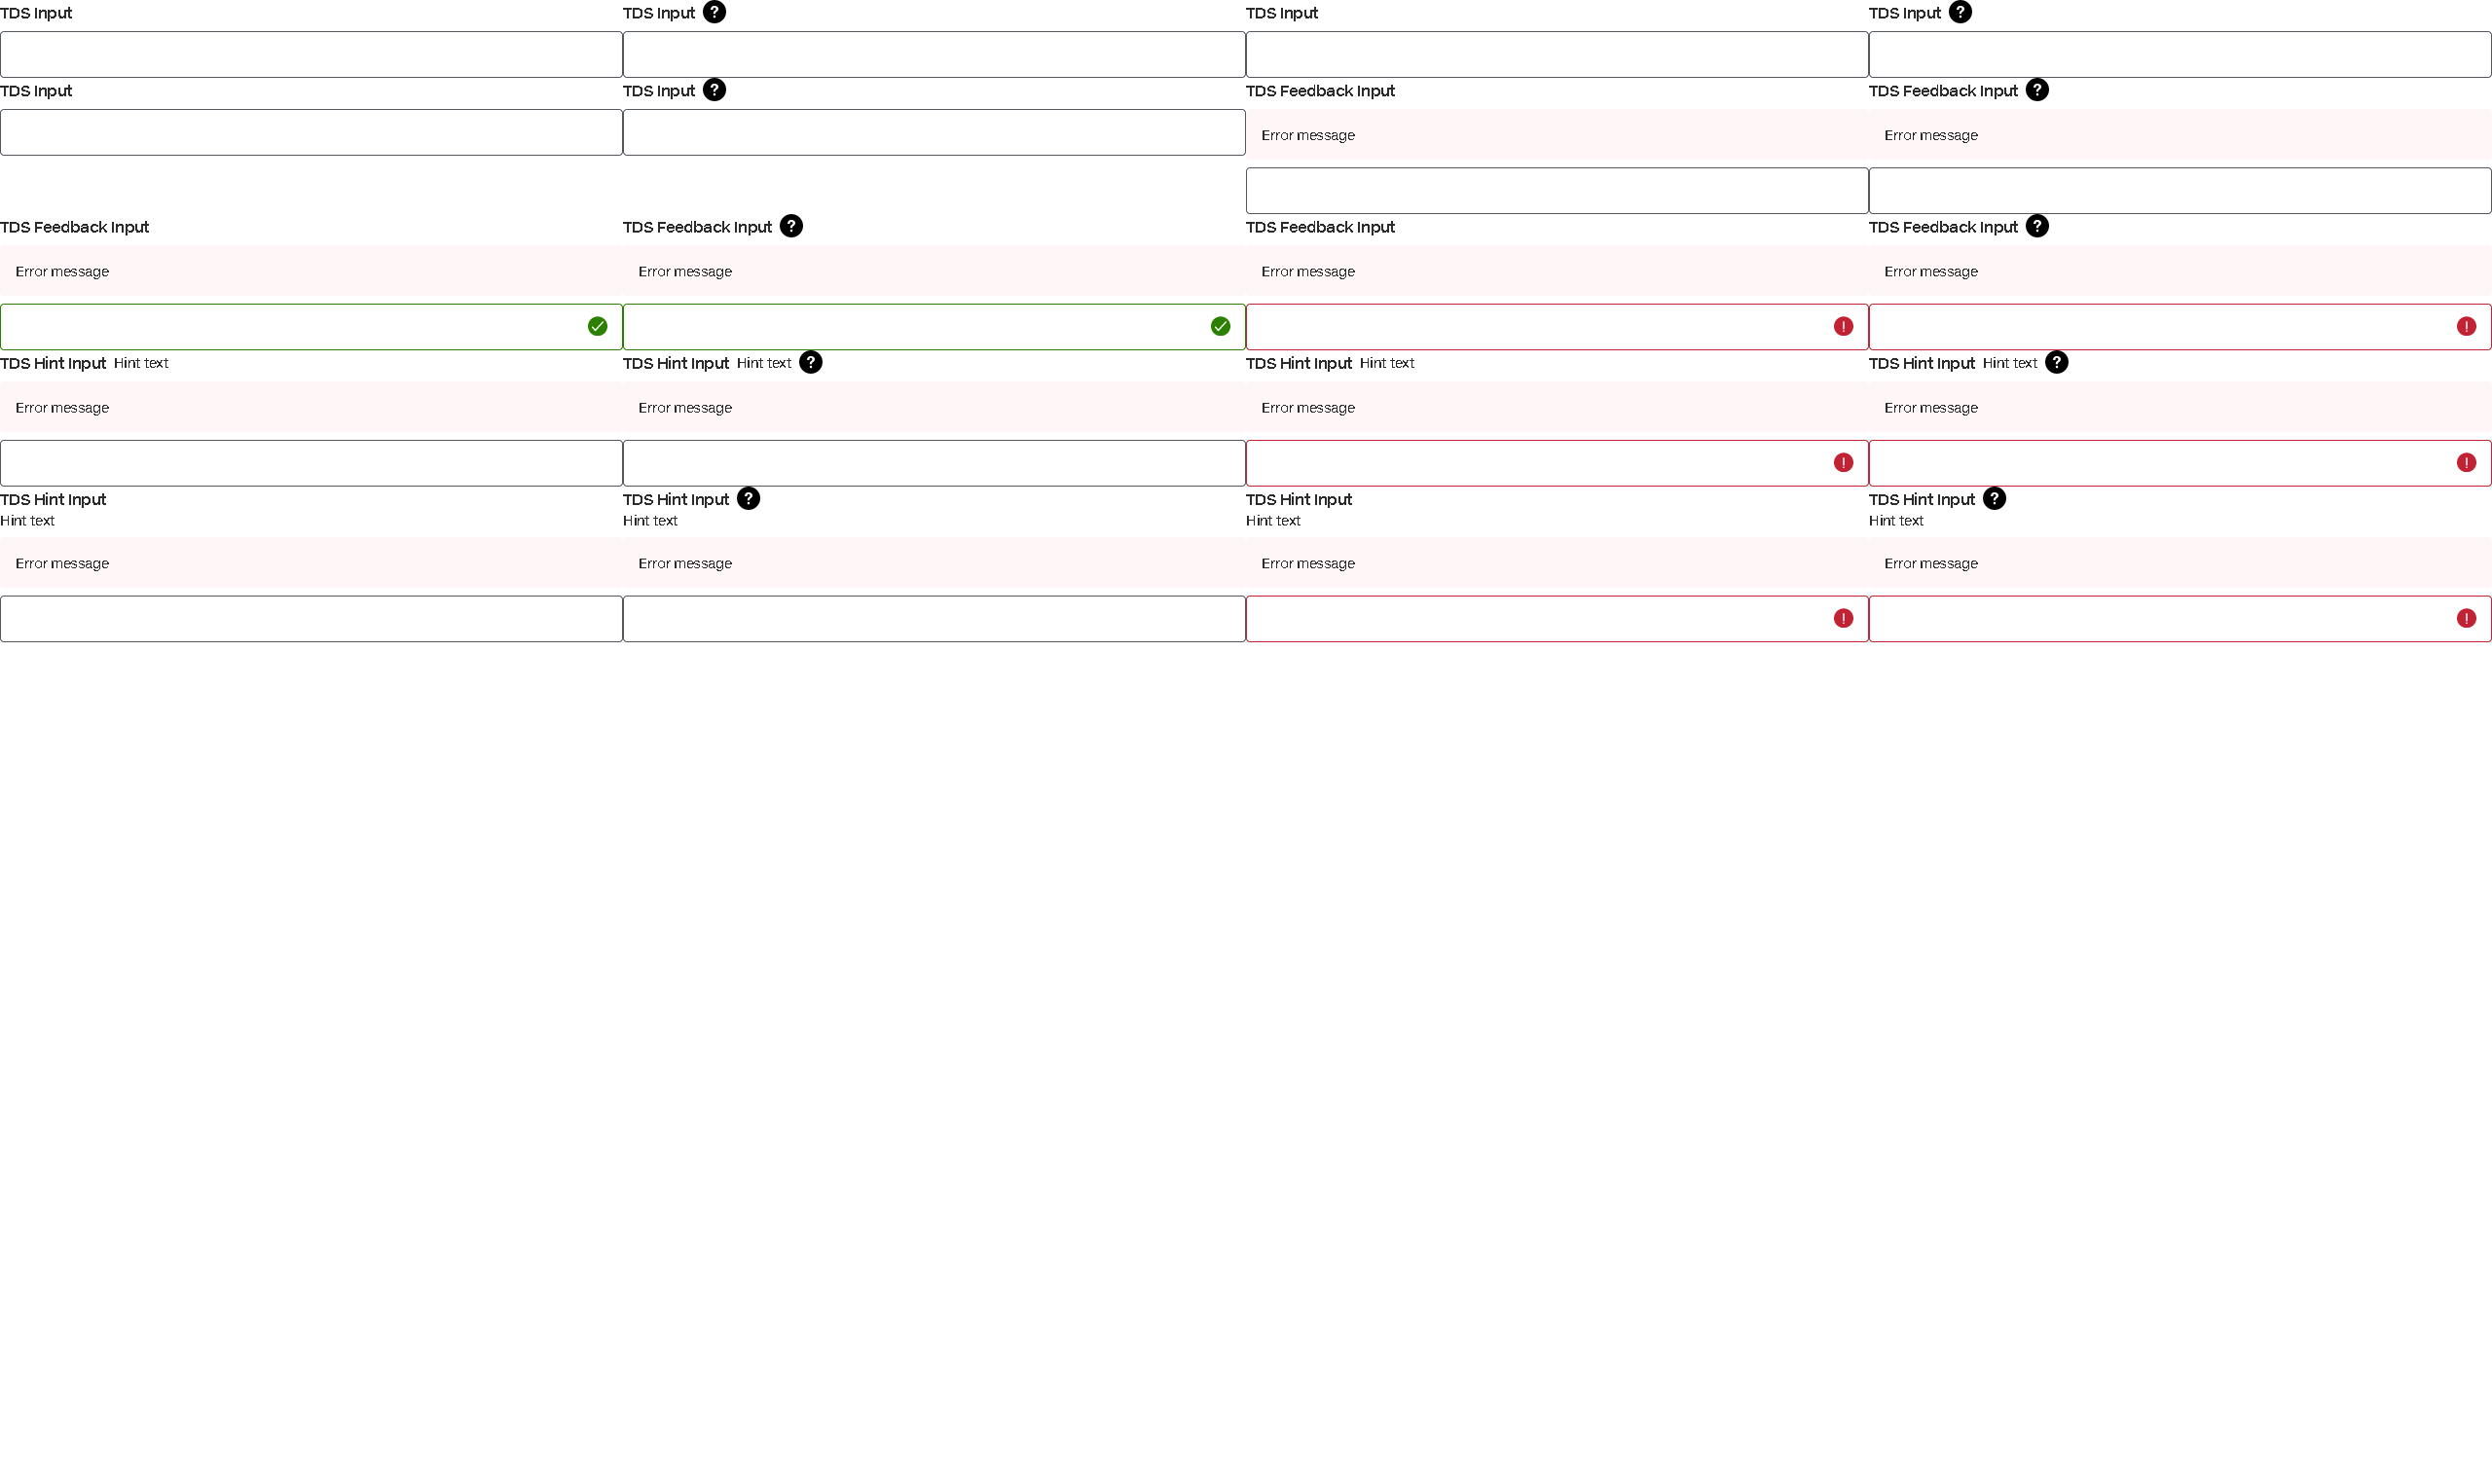 TDS Input
TDS Input ?
TDS Input
TDS Input ?
TDS Input
TDS Input ?
TDS Feedback Input
TDS Feedback Input ?
Error message
Error message
TDS Feedback Input
TDS Feedback Input ?
TDS Feedback Input
TDS Feedback Input ?
Error message
Error message
Error message
Error message
TDS Hint Input Hint text
TDS Hint Input Hint text ?
TDS Hint Input Hint text
TDS Hint Input Hint text ?
Error message
Error message
Error message
Error message
TDS Hint Input
TDS Hint Input ?
TDS Hint Input
TDS Hint Input ?
Hint text
Hint text
Hint text
Hint text
Error message
Error message
Error message
Error message